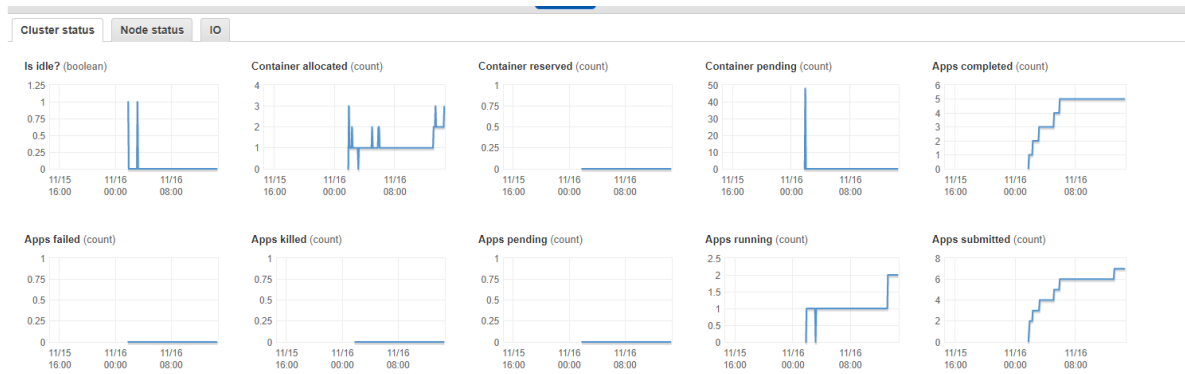 Cluster status Node status IO
Is idle? (boolean) Container allocated (count) Container reserved (count) Container pending (count) Apps completed (count)
1.25 4 1 50 6
1 3 0.75 40 5
0.75 2 0.5 30 4
0.5 1 0.25 20 3
0.25 0 0 10 2
0 0 1
0
11/15 11/16 11/16 11/15 11/16 11/16 11/15 11/16 11/16 11/15 11/16 11/16 11/15 11/16 11/16
16:00 00:00 08:00 16:00 00:00 08:00 16:00 00:00 08:00 16:00 00:00 08:00 16:00 00:00 08:00
Apps failed (count) Apps killed (count) Apps pending (count) Apps running (count) Apps submitted (count)
1 1 1 2.5 8
0.75 0.75 0.75 2 6
0.5 0.5 0.5 1.5 4
0.25 0.25 0.25 1 2
0 0 0 0.5 0
0
11/15 11/16 11/16 11/15 11/16 11/16 11/15 11/16 11/16 11/15 11/16 11/16 11/15 11/16 11/16
16:00 00:00 08:00 16:00 00:00 08:00 16:00 00:00 08:00 16:00 00:00 08:00 16:00 00:00 08:00